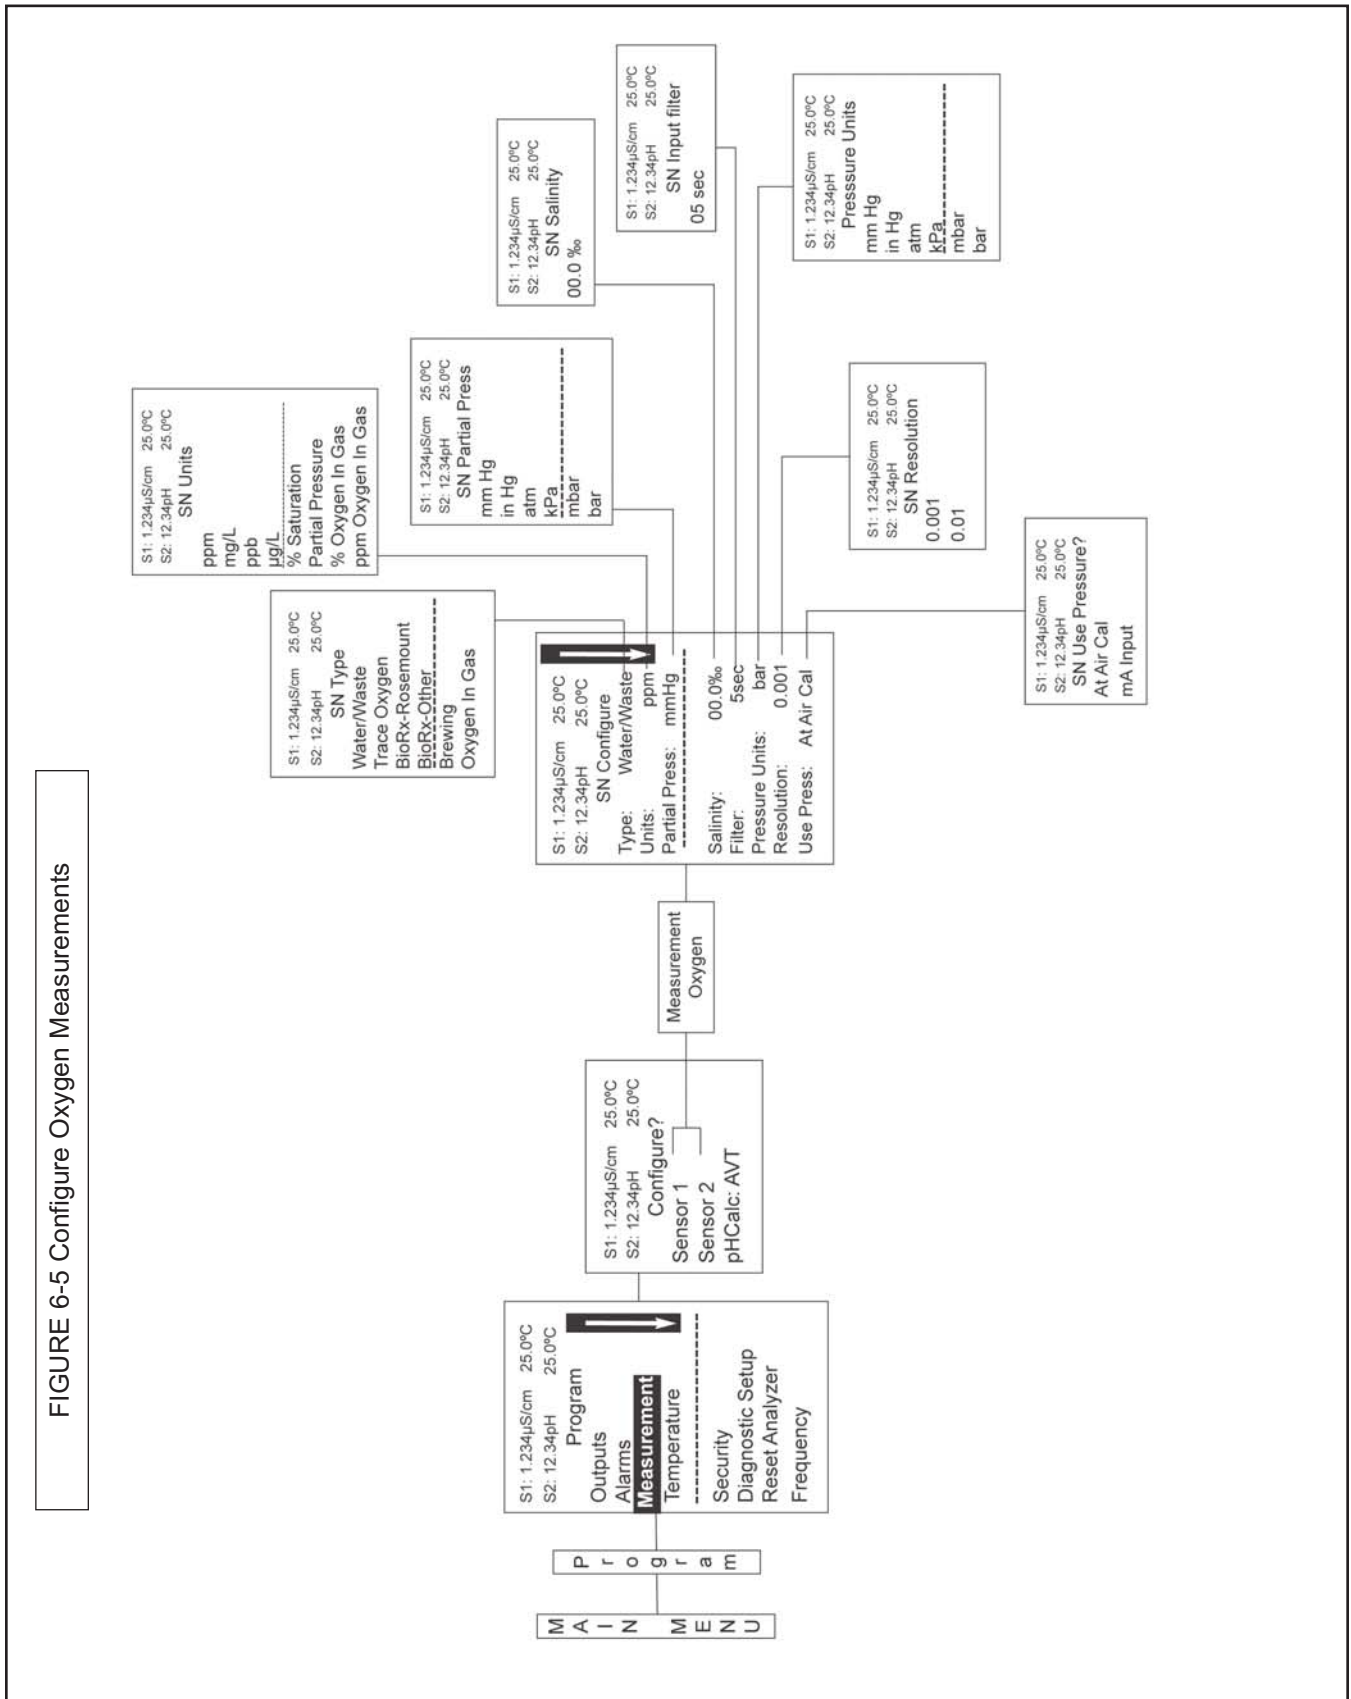 FIGURE 6-5 Configure Oxygen Measurements
MAIN MENU
Program
S1: 1.234µS/cm 25.0ºC
S2: 12.34pH 25.0ºC
Program
Outputs
Alarms
Measurement
Temperature
Security
Diagnostic Setup
Reset Analyzer
Frequency
S1: 1.234µS/cm 25.0ºC
S2: 12.34pH 25.0ºC
Configure?
Sensor 1
Sensor 2
pHCalc: AVT
Measurement
Oxygen
S1: 1.234µS/cm 25.0ºC
S2: 12.34pH 25.0ºC
SN Configure
Type: Water/Waste
Units: ppm
Partial Press: mmHg
Salinity: 00.0‰
Filter: 5sec
Pressure Units: bar
Resolution: 0.001
Use Press: At Air Cal
S1: 1.234µS/cm 25.0ºC
S2: 12.34pH 25.0ºC
SN Type
Water/Waste
Trace Oxygen
BioRx-Rosemount
BioRx-Other
Brewing
Oxygen In Gas
S1: 1.234µS/cm 25.0ºC
S2: 12.34pH 25.0ºC
SN Units
ppm
mg/L
ppb
µg/L
% Saturation
Partial Pressure
% Oxygen In Gas
ppm Oxygen In Gas
S1: 1.234µS/cm 25.0ºC
S2: 12.34pH 25.0ºC
SN Partial Press
mm Hg
in Hg
atm
kPa
mbar
bar
S1: 1.234µS/cm 25.0ºC
S2: 12.34pH 25.0ºC
SN Salinity
00.0 ‰
S1: 1.234µS/cm 25.0ºC
S2: 12.34pH 25.0ºC
SN Input filter
05 sec
S1: 1.234µS/cm 25.0ºC
S2: 12.34pH 25.0ºC
Presssure Units
mm Hg
in Hg
atm
kPa
mbar
bar
S1: 1.234µS/cm 25.0ºC
S2: 12.34pH 25.0ºC
SN Resolution
0.001
0.01
S1: 1.234µS/cm 25.0ºC
S2: 12.34pH 25.0ºC
SN Use Pressure?
At Air Cal
mA Input